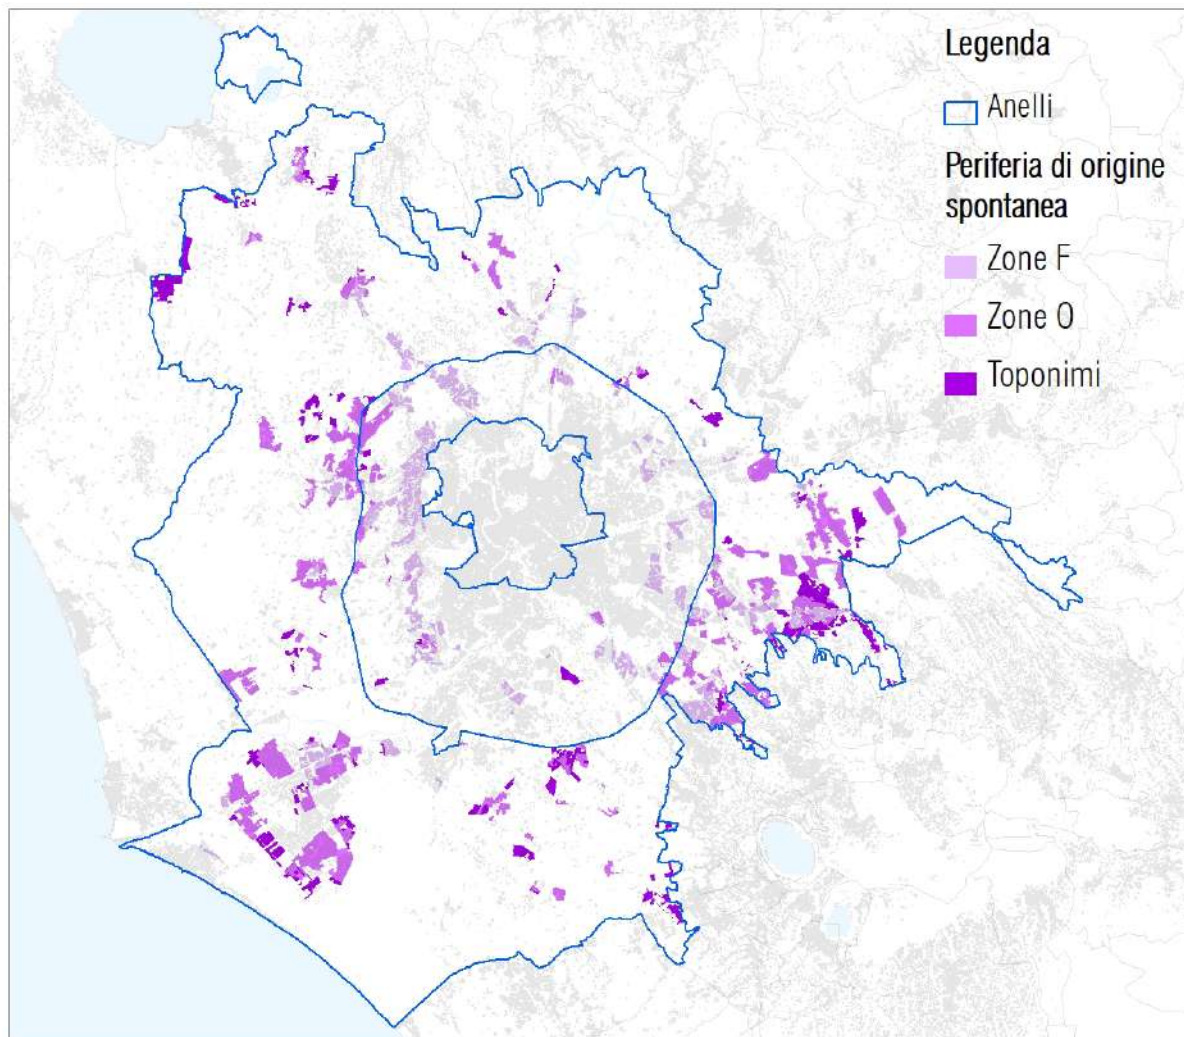 Legenda
Anelli
Periferia di origine
spontanea
Zone F
Zone O
Toponimi